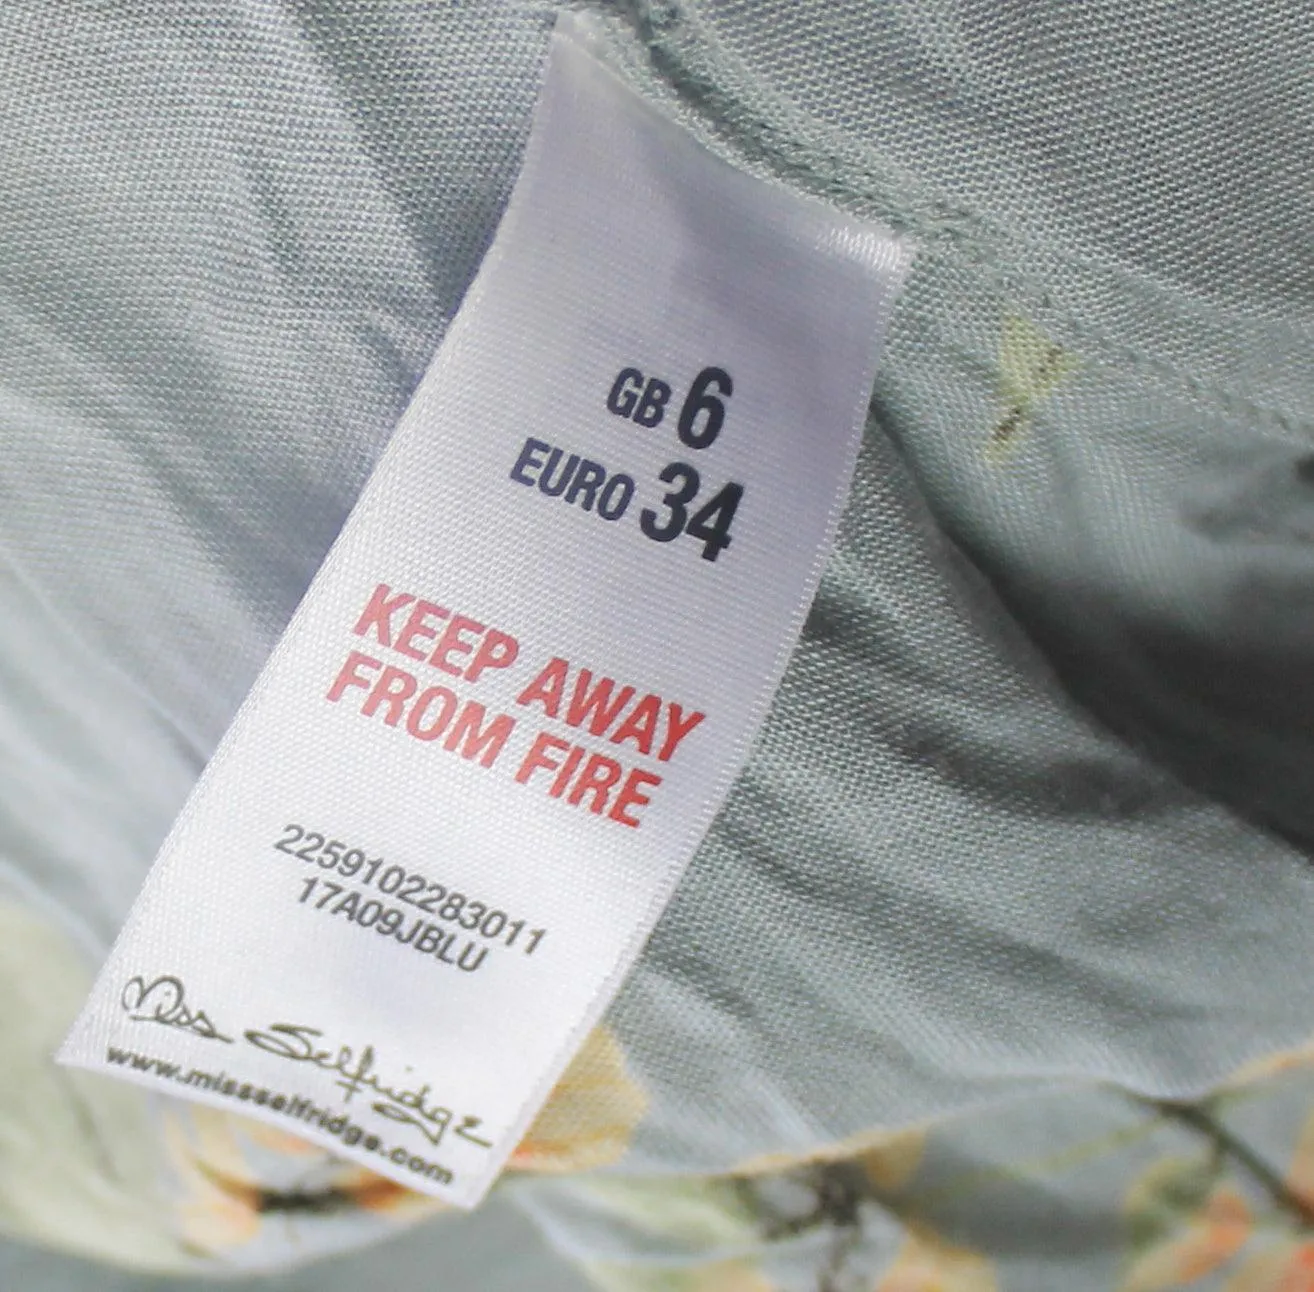 GB 6
EURO 34
KEEP AWAY
FROM FIRE
2259102283011
17A09JBLU
Miss Selfridge
www.missselfridge.com